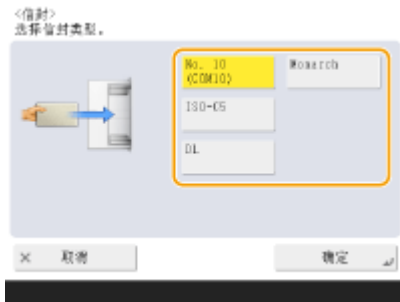 <信封>
选择信封类型。
No. 10
(COM10)
Monarch
ISO-C5
DL
× 取消
确定